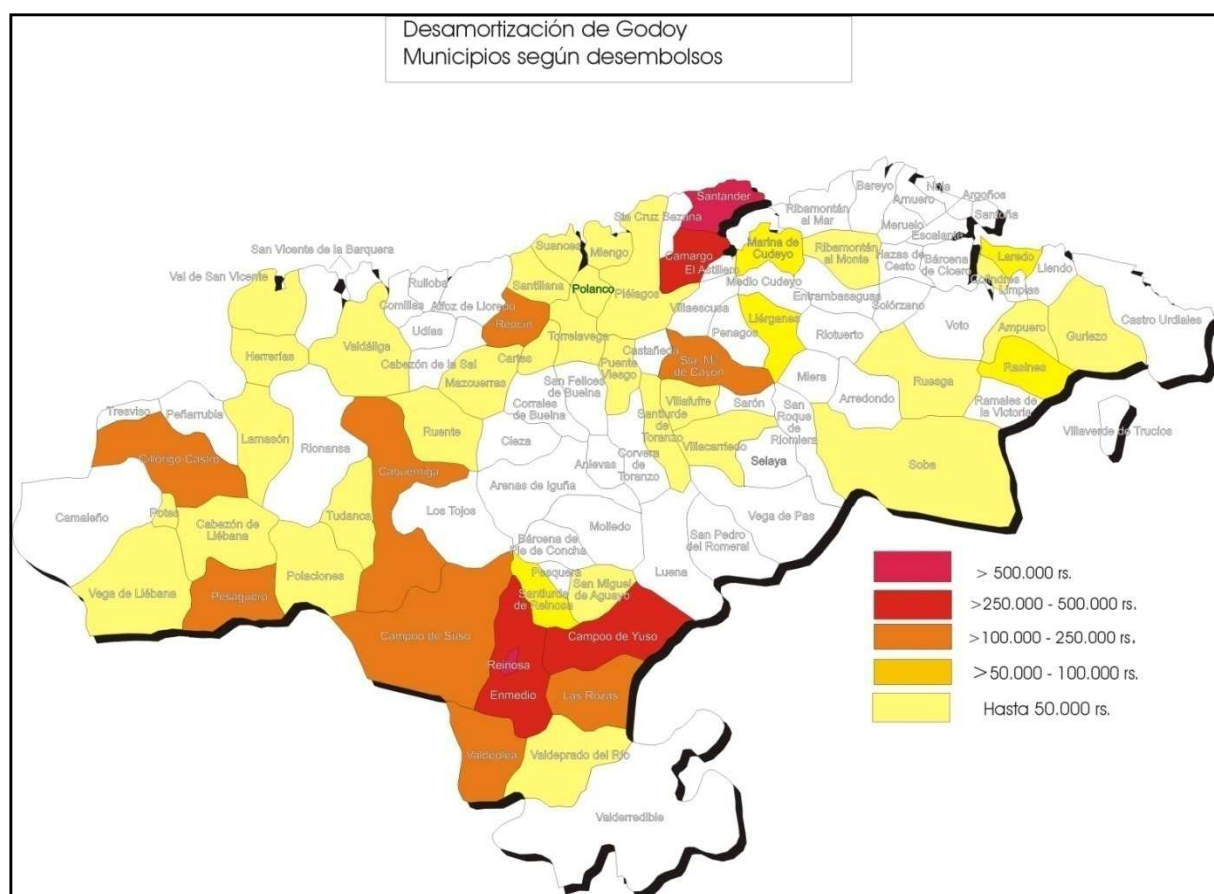 Desamortización de Godoy
Municipios según desembolsos
Santander
Sta Cruz Bezana
Camargo
El Astillero
Marina de
Cudeyo
Ribamontán
al Mar
Ribamontán
al Monte
Bareyo
Noja
Arnuero
Argoños
Meruelo
Santoña
Escalante
Hazas de
Cesto
Bárcena
de Cicero
Laredo
Colindres
Limpias
Liendo
Castro Urdiales
San Vicente de la Barquera
Val de San Vicente
Ruiloba
Comillas
Alfoz de Lloredo
Udías
Suances
Miengo
Santillana
Polanco
Piélagos
Reocín
Villaescusa
Medio Cudeyo
Entrambasaguas
Solórzano
Voto
Ampuero
Guriezo
Rasines
Penagos
Liérganes
Riotuerto
Herrerías
Valdáliga
Cabezón de la Sal
Cartes
Torrelavega
Mazcuerras
Puente
Viesgo
Castañeda
Sta. Mª
de Cayón
Miera
Arredondo
Ruesga
Ramales de
la Victoria
Villaverde de Trucíos
Tresviso
Peñarrubia
Lamasón
Rionansa
Ruente
San Felices
de Buelna
Corrales
de Buelna
Cieza
Villafufre
Sarón
San
Roque
de
Riomiera
Santiurde
de
Toranzo
Villacarriedo
Selaya
Soba
Cillórigo Castro
Cabuérniga
Anievas
Corvera
de
Toranzo
Arenas de Iguña
Camaleño
Potes
Cabezón de
Liébana
Tudanca
Los Tojos
Molledo
Vega de Pas
San Pedro
del Romeral
Bárcena de
Pie de Concha
Luena
Vega de Liébana
Pesaguero
Polaciones
Pesquera
Santiurde
de Reinosa
San Miguel
de Aguayo
Campoo de Suso
Campoo de Yuso
Reinosa
Enmedio
Las Rozas
Valdeolea
Valdeprado del Río
Valderredible
> 500.000 rs.
>250.000 - 500.000 rs.
>100.000 - 250.000 rs.
>50.000 - 100.000 rs.
Hasta 50.000 rs.